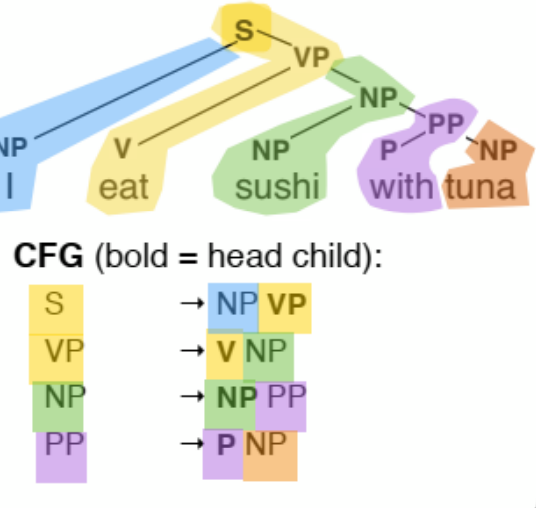 S
VP
NP
PP
NP V NP P NP
I eat sushi with tuna
CFG (bold = head child):
S → NP VP
VP → V NP
NP → NP PP
PP → P NP